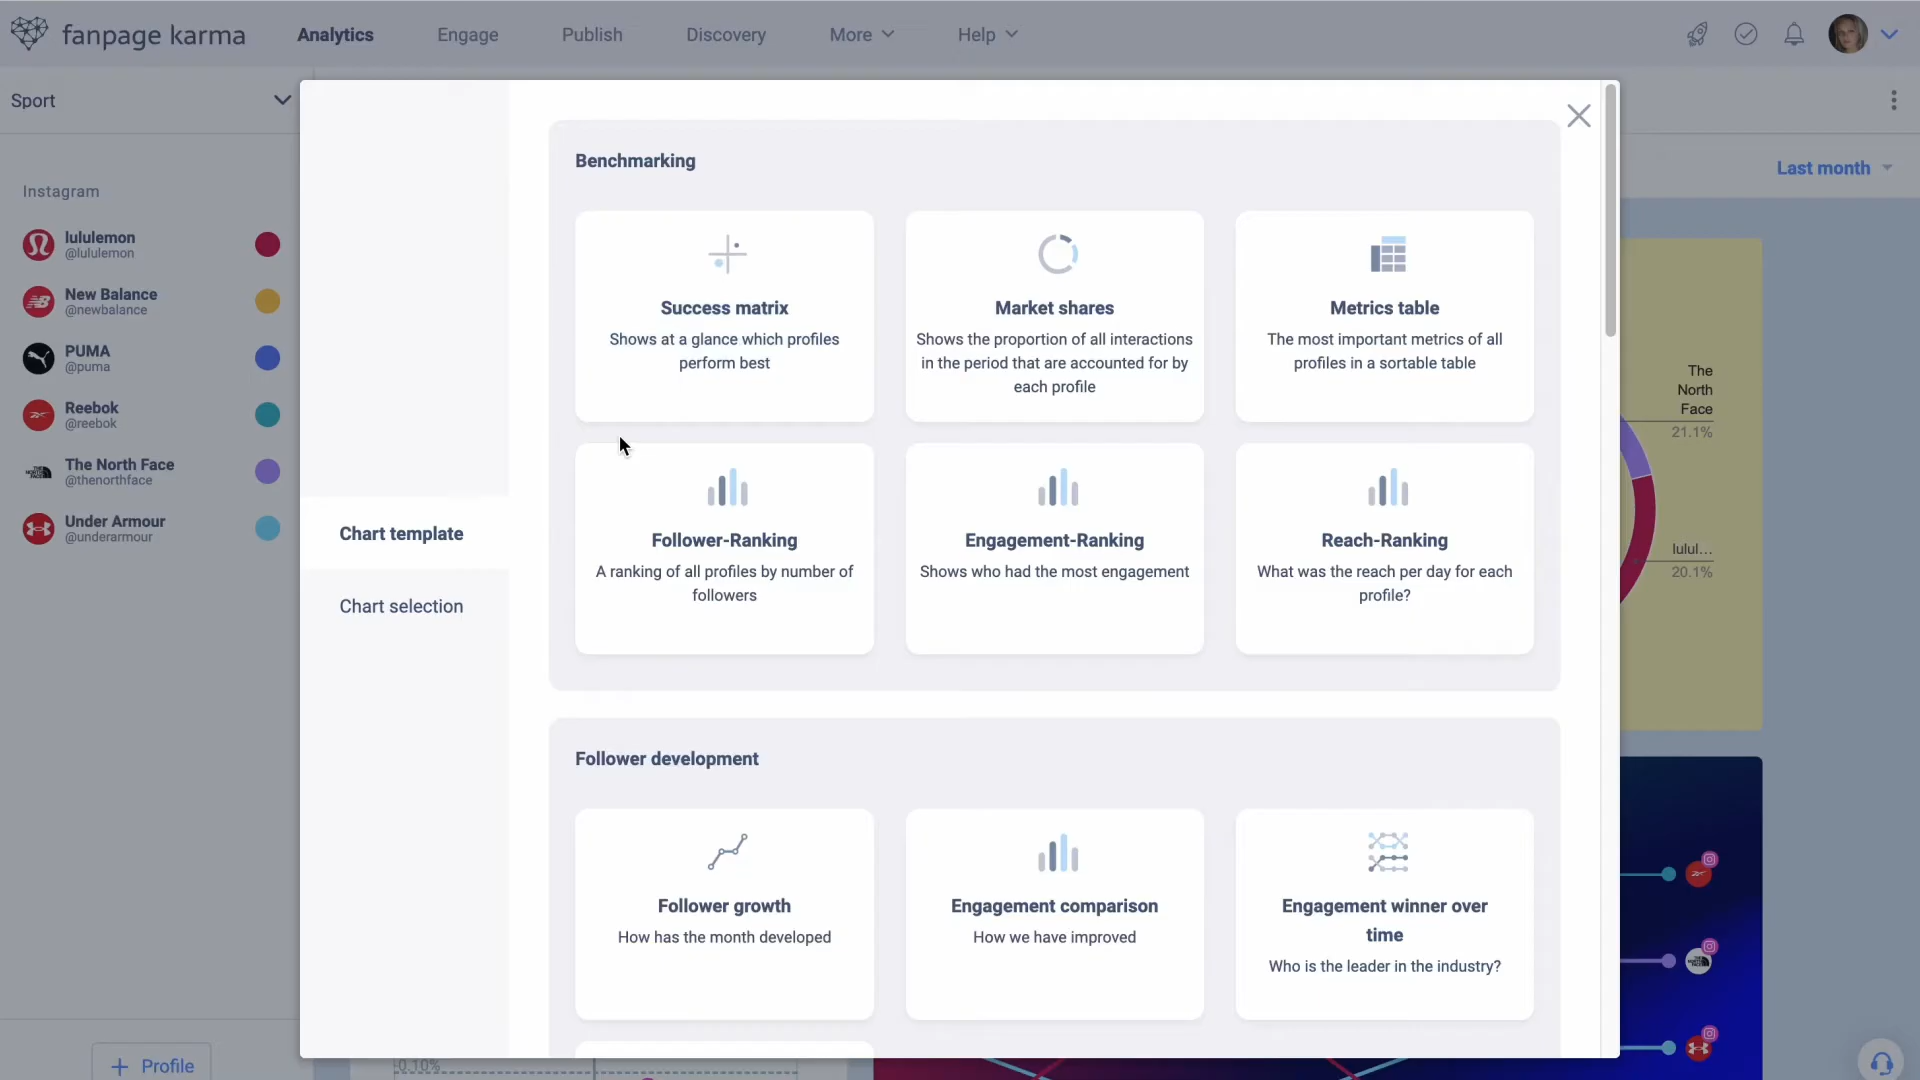 fanpage karma
Analytics
Engage
Publish
Discovery
More
Help
Sport
Last month
Instagram
lululemon
@lululemon
New Balance
@newbalance
PUMA
@puma
Reebok
@reebok
The North Face
@thenorthface
Under Armour
@underarmour
+ Profile
Chart template
Chart selection
Benchmarking
Success matrix
Shows at a glance which profiles
perform best
Market shares
Shows the proportion of all interactions
in the period that are accounted for by
each profile
Metrics table
The most important metrics of all
profiles in a sortable table
Follower-Ranking
A ranking of all profiles by number of
followers
Engagement-Ranking
Shows who had the most engagement
Reach-Ranking
What was the reach per day for each
profile?
Follower development
Follower growth
How has the month developed
Engagement comparison
How we have improved
Engagement winner over
time
Who is the leader in the industry?
The
North
Face
21.1%
lulul...
20.1%
-0.10%